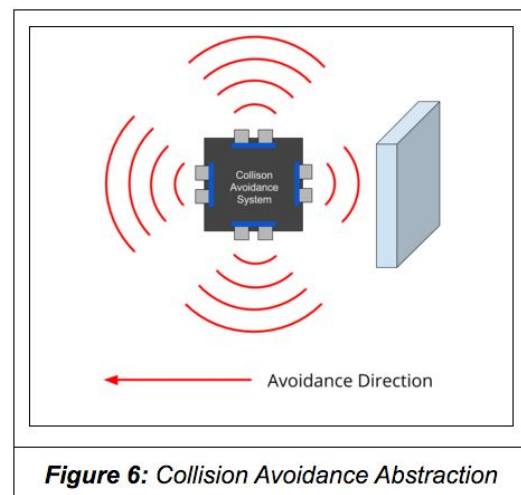 Collison
Avoidance
System
Avoidance Direction
Figure 6: Collision Avoidance Abstraction